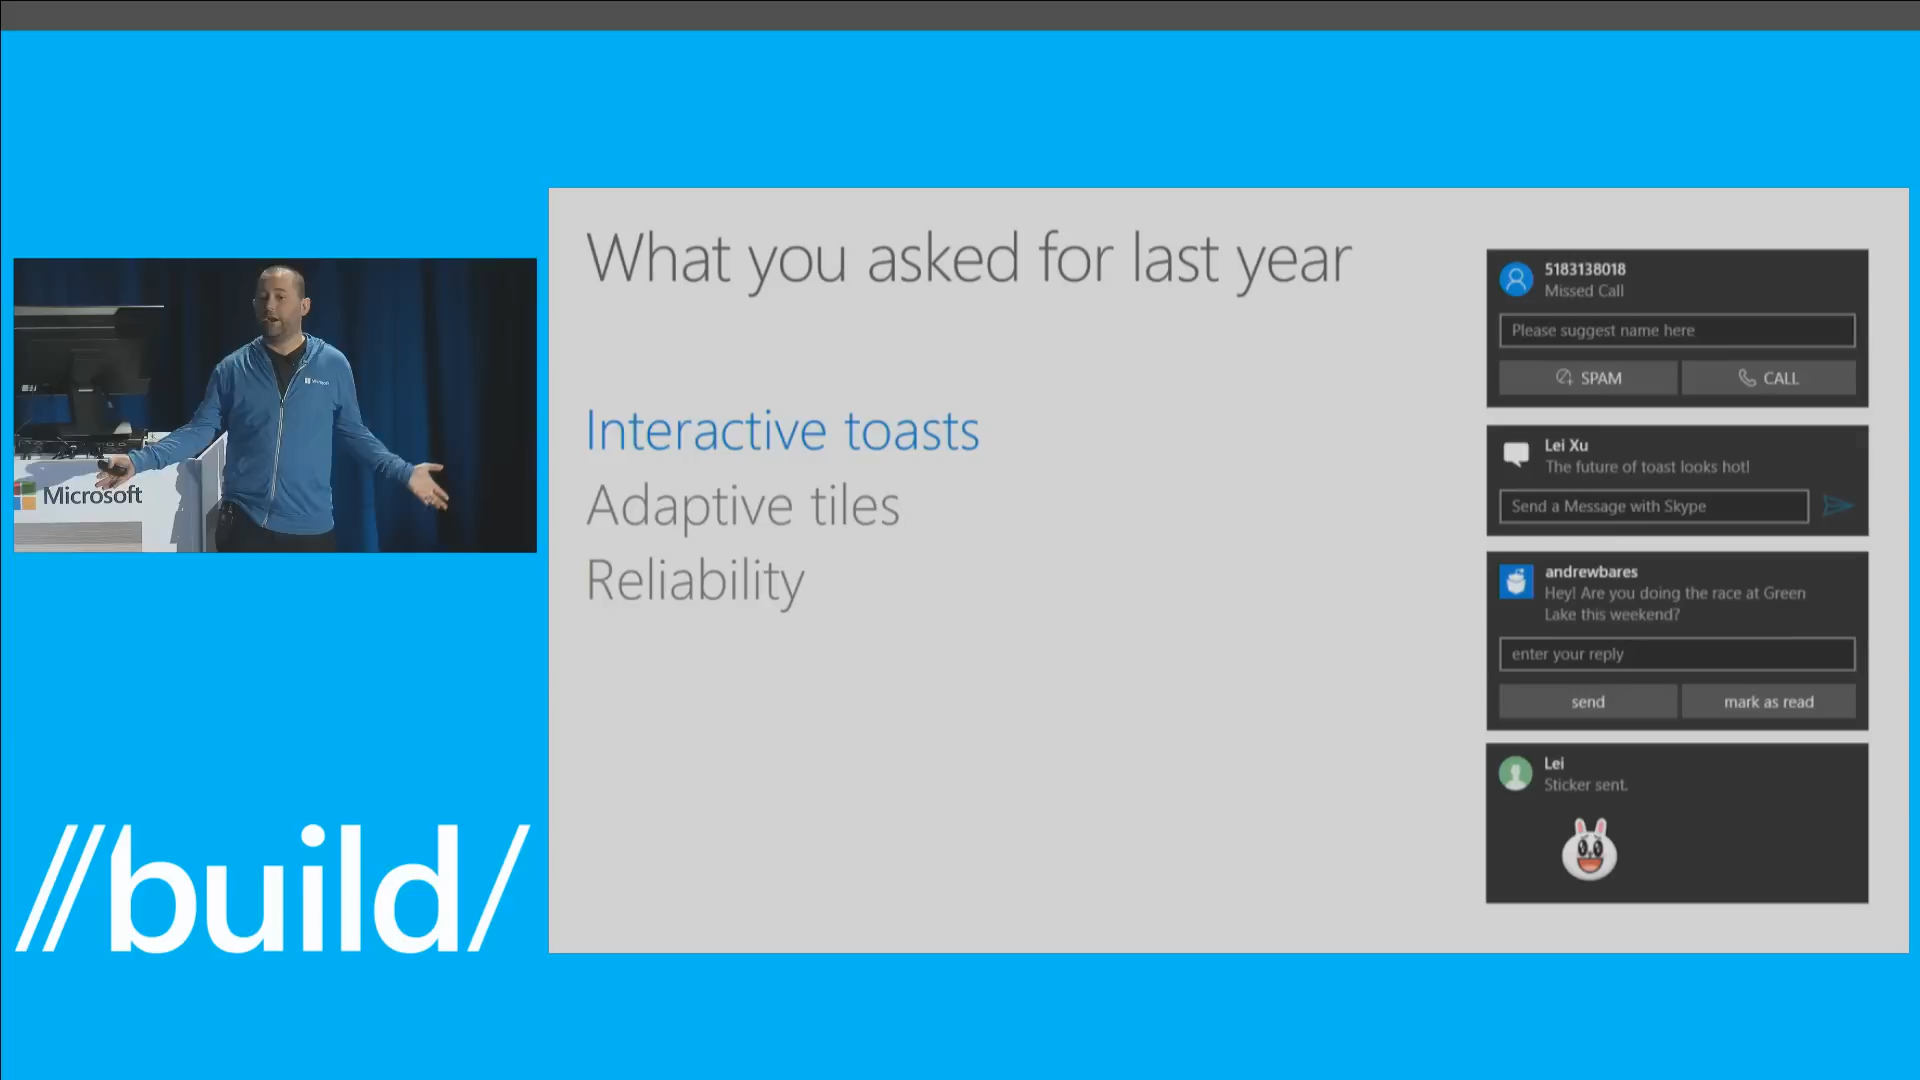 What you asked for last year
Interactive toasts
Adaptive tiles
Reliability
5183138018
Missed Call
Please suggest name here
SPAM
CALL
Lei Xu
The future of toast looks hot!
Send a Message with Skype
andrewbares
Hey! Are you doing the race at Green
Lake this weekend?
enter your reply
send
mark as read
Lei
Sticker sent.
Microsoft
Microsoft
//build/